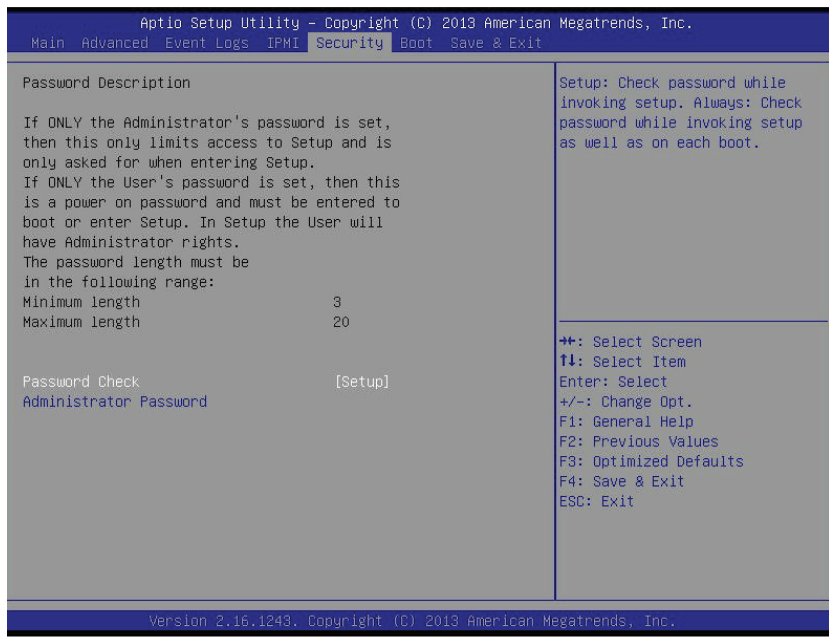 Aptio Setup Utility – Copyright (C) 2013 American Megatrends, Inc.
Main Advanced Event Logs IPMI Security Boot Save & Exit
Password Description
If ONLY the Administrator's password is set,
then this only limits access to Setup and is
only asked for when entering Setup.
If ONLY the User's password is set, then this
is a power on password and must be entered to
boot or enter Setup. In Setup the User will
have Administrator rights.
The password length must be
in the following range:
Minimum length 3
Maximum length 20
Password Check [Setup]
Administrator Password
Setup: Check password while
invoking setup. Always: Check
password while invoking setup
as well as on each boot.
→←: Select Screen
↑↓: Select Item
Enter: Select
+/-: Change Opt.
F1: General Help
F2: Previous Values
F3: Optimized Defaults
F4: Save & Exit
ESC: Exit
Version 2.16.1243. Copyright (C) 2013 American Megatrends, Inc.